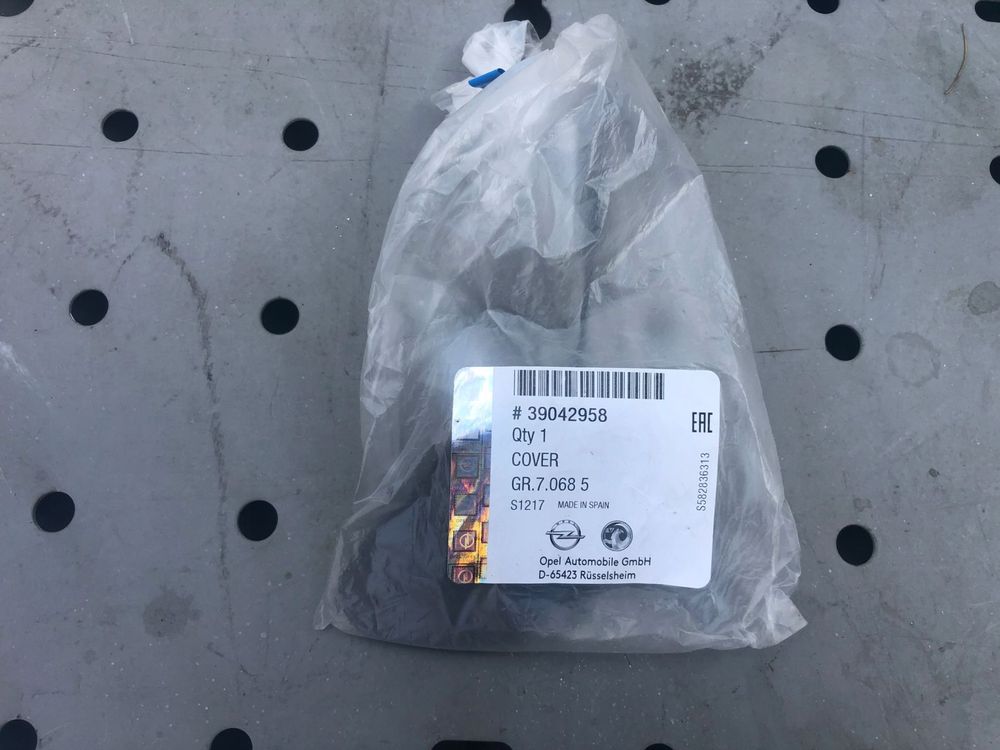 # 39042958
Qty 1
COVER
GR.7.068 5
S1217 MADE IN SPAIN
Opel Automobile GmbH
D-65423 Rüsselsheim
EAC
S582836313